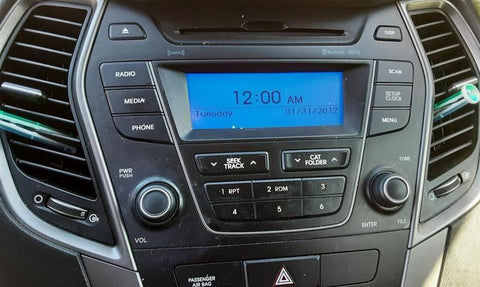 DISP
RADIO
SCAN
MEDIA
SETUP
CLOCK
PHONE
MENU
12:00 AM
Tuesday 01/31/2012
SEEK
TRACK
CAT
FOLDER
PWR
PUSH
TUNE
1 RPT 2 RDM 3
4 5 6
VOL
ENTER
FILE
PASSENGER
AIR BAG